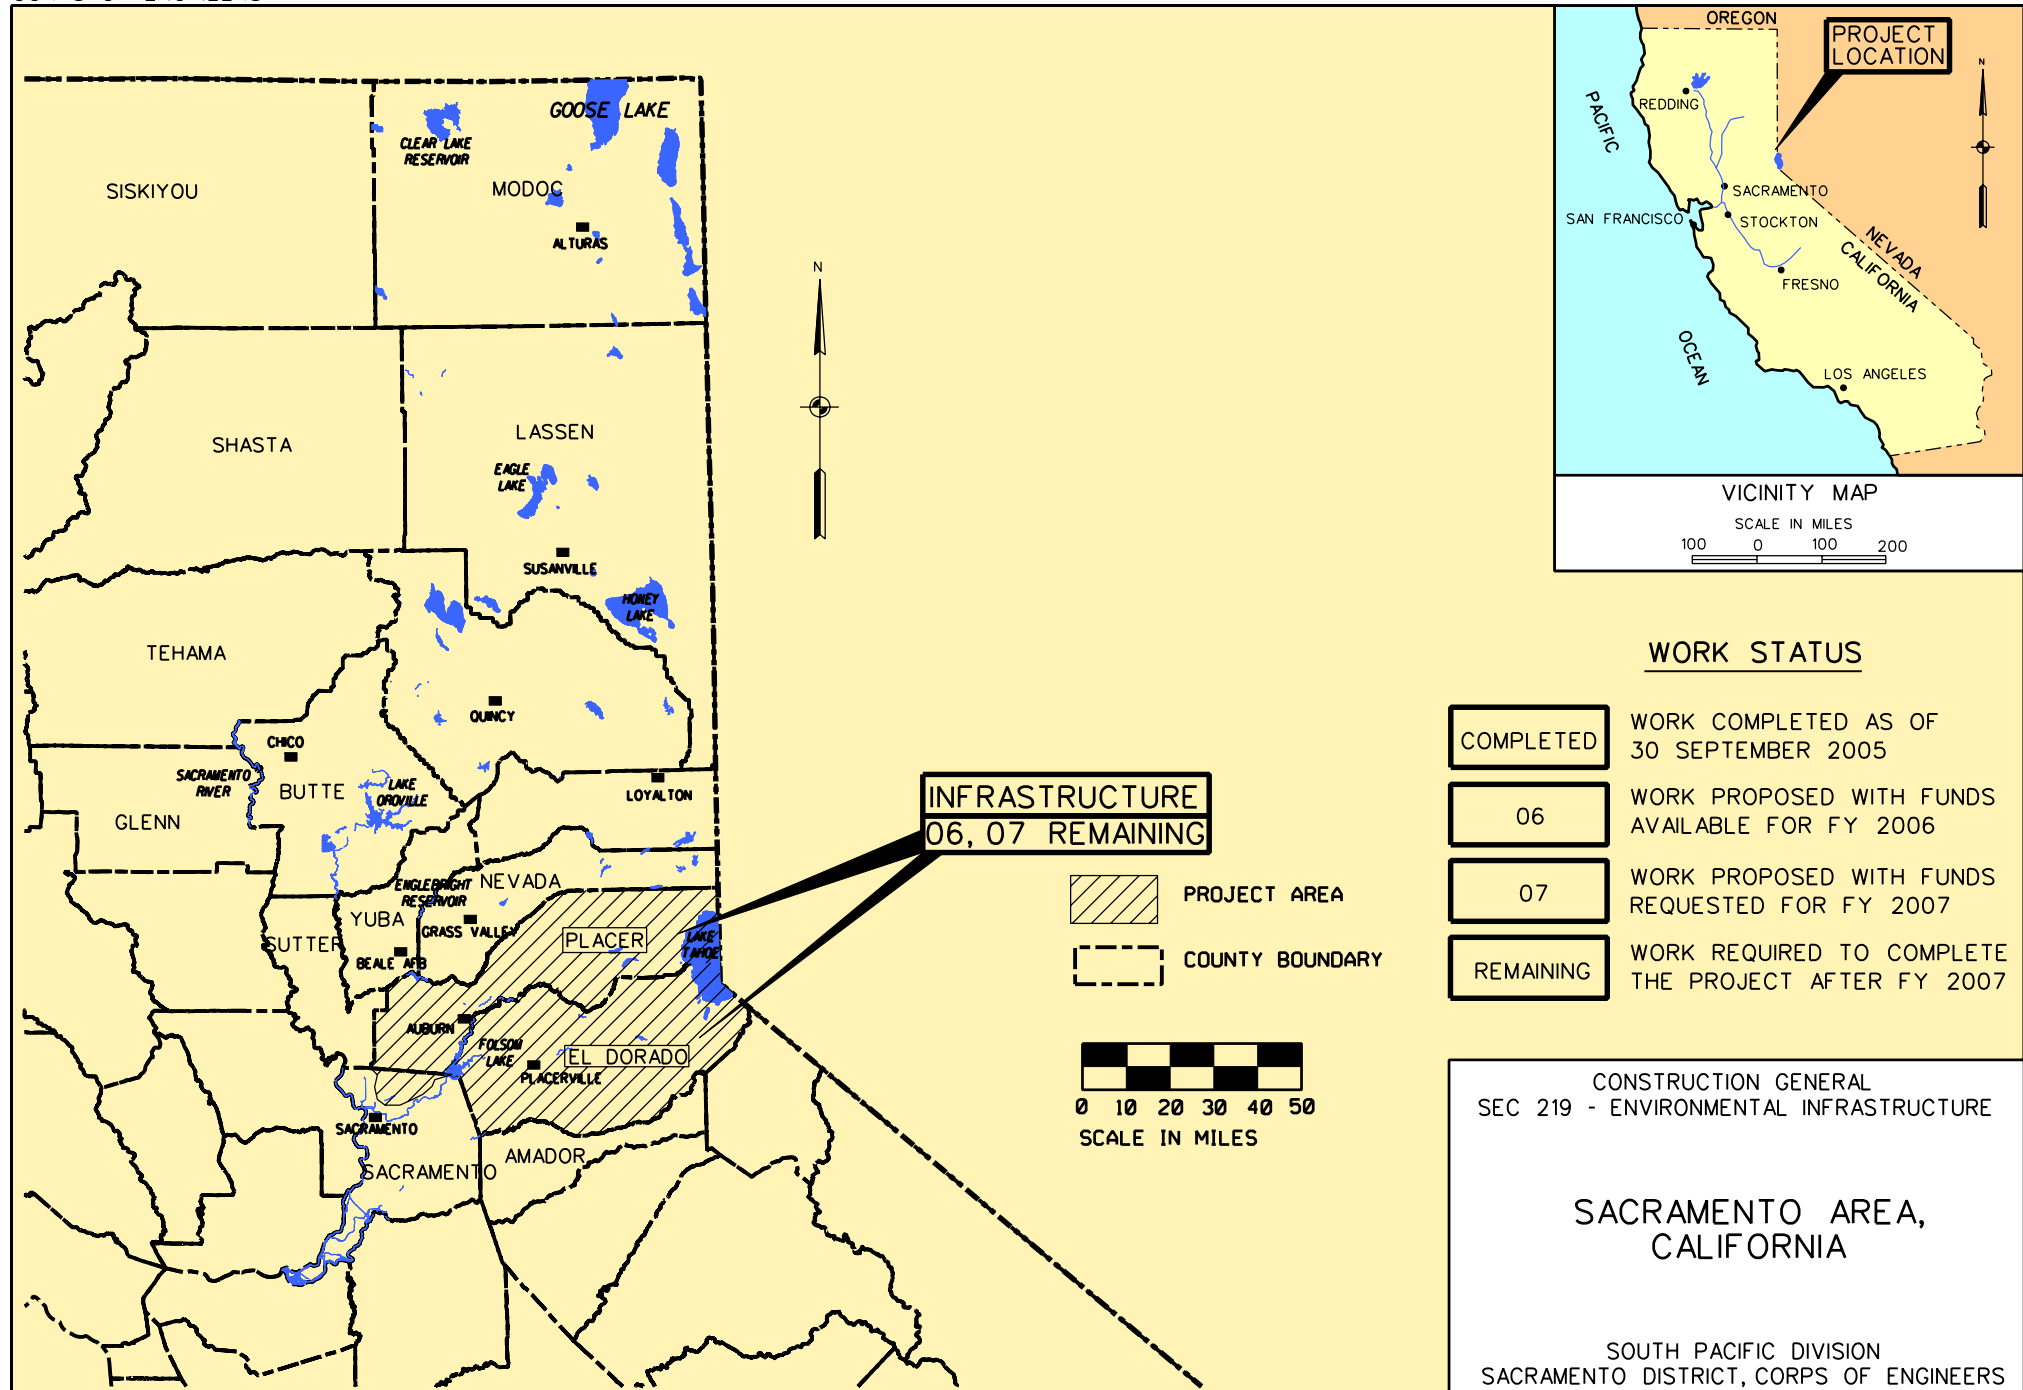 OREGON
PROJECT
LOCATION
N
PACIFIC
REDDING
SACRAMENTO
SAN FRANCISCO
STOCKTON
NEVADA
CALIFORNIA
FRESNO
OCEAN
LOS ANGELES
VICINITY MAP
SCALE IN MILES
100 0 100 200
GOOSE LAKE
CLEAR LAKE
RESERVOIR
SISKIYOU
MODOC
ALTURAS
N
SHASTA
LASSEN
EAGLE
LAKE
SUSANVILLE
HONEY
LAKE
TEHAMA
QUINCY
CHICO
SACRAMENTO
RIVER
BUTTE
LAKE
OROVILLE
LOYALTON
GLENN
INFRASTRUCTURE
06, 07 REMAINING
ENGLEBRIGHT
RESERVOIR
NEVADA
YUBA
GRASS VALLEY
SUTTER
BEALE AFB
PLACER
LAKE
TAHOE
AUBURN
FOLSOM
LAKE
EL DORADO
PLACERVILLE
SACRAMENTO
SACRAMENTO
AMADOR
PROJECT AREA
COUNTY BOUNDARY
0 10 20 30 40 50
SCALE IN MILES
WORK STATUS
COMPLETED
WORK COMPLETED AS OF
30 SEPTEMBER 2005
06
WORK PROPOSED WITH FUNDS
AVAILABLE FOR FY 2006
07
WORK PROPOSED WITH FUNDS
REQUESTED FOR FY 2007
REMAINING
WORK REQUIRED TO COMPLETE
THE PROJECT AFTER FY 2007
CONSTRUCTION GENERAL
SEC 219 - ENVIRONMENTAL INFRASTRUCTURE
SACRAMENTO AREA,
CALIFORNIA
SOUTH PACIFIC DIVISION
SACRAMENTO DISTRICT, CORPS OF ENGINEERS